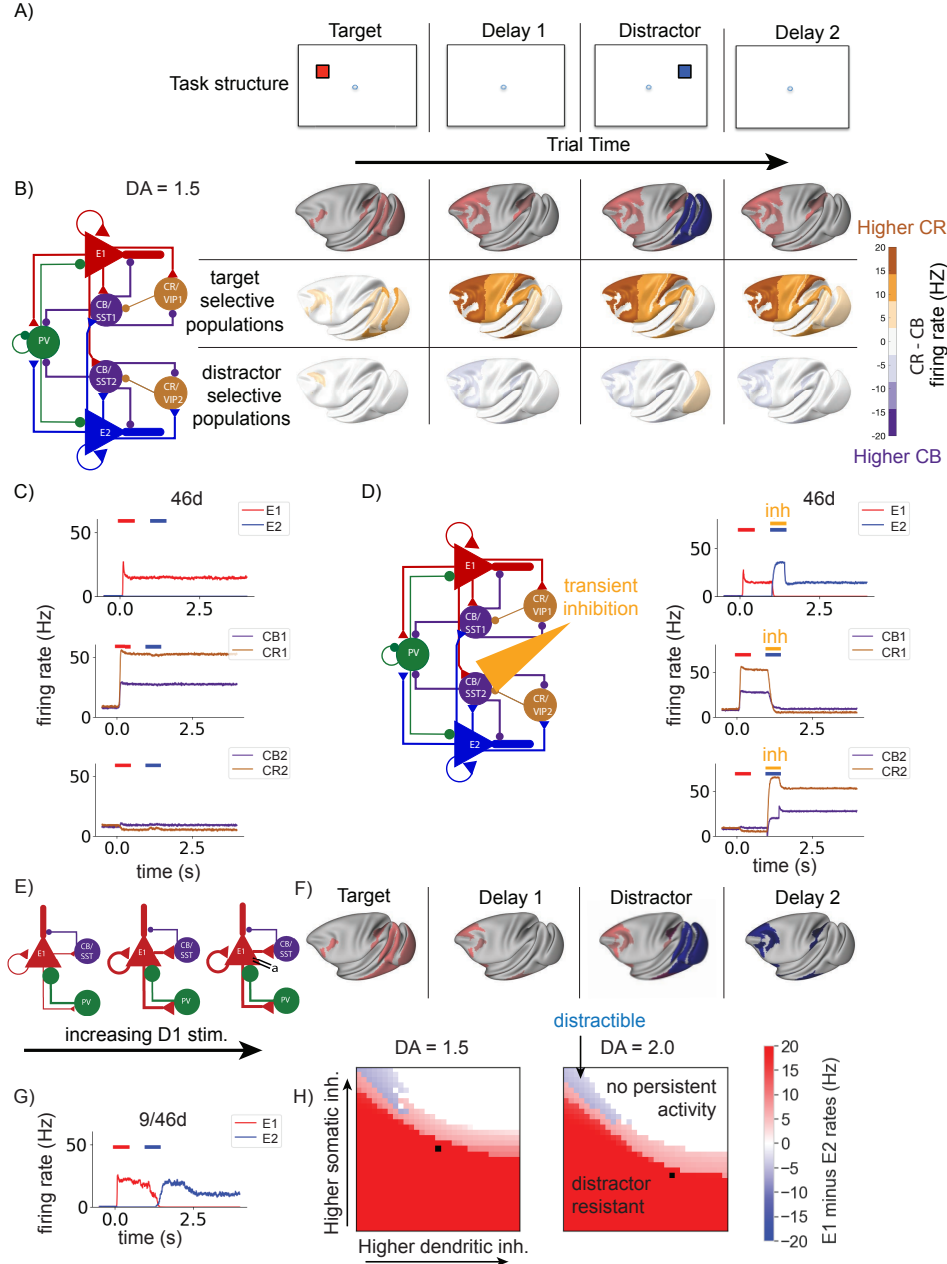 A)
Target
Delay 1
Distractor
Delay 2
Task structure
Trial Time
B)
DA = 1.5
E1
CB/
SST1
CR/
VIP1
PV
CB/
SST2
CR/
VIP2
E2
target
selective
populations
distractor
selective
populations
Higher CR
20
15
10
5
0
-5
-10
-15
-20
CR - CB
firing rate (HZ)
Higher CB
C)
46d
E1
E2
50
0
0.0
2.5
CB1
CR1
50
0
0.0
2.5
CB2
CR2
50
0
0.0
2.5
firing rate (Hz)
time (s)
D)
E1
CB/
SST1
CR/
VIP1
PV
CB/
SST2
CR/
VIP2
E2
transient
inhibition
46d
inh
E1
E2
50
0
0.0
2.5
inh
CB1
CR1
50
0
0.0
2.5
inh
CB2
CR2
50
0
0.0
2.5
firing rate (Hz)
time (s)
E)
E1
CB/
SST
PV
E1
CB/
SST
PV
E1
CB/
SST
a
PV
increasing D1 stim.
F)
Target
Delay 1
Distractor
Delay 2
G)
9/46d
E1
E2
50
0
0.0
2.5
firing rate
(Hz)
time (s)
H)
distractible
DA = 1.5
DA = 2.0
no persistent
activity
distractor
resistant
Higher somatic inh.
Higher dendritic inh.
20
15
10
5
0
−5
−10
−15
−20
E1 minus E2 rates (Hz)